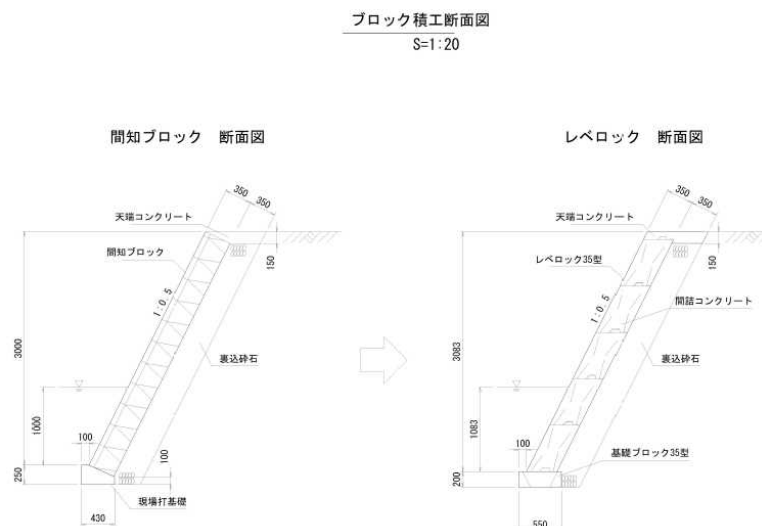 ブロック積工断面図
S=1:20
間知ブロック 断面図
350
350
天端コンクリート
150
間知ブロック
1:0.5
3000
裏込砕石
1000
100
100
250
現場打基礎
430
レベロック 断面図
350
350
天端コンクリート
150
レベロック35型
1:0.5
間詰コンクリート
3083
裏込砕石
1083
100
基礎ブロック35型
200
550